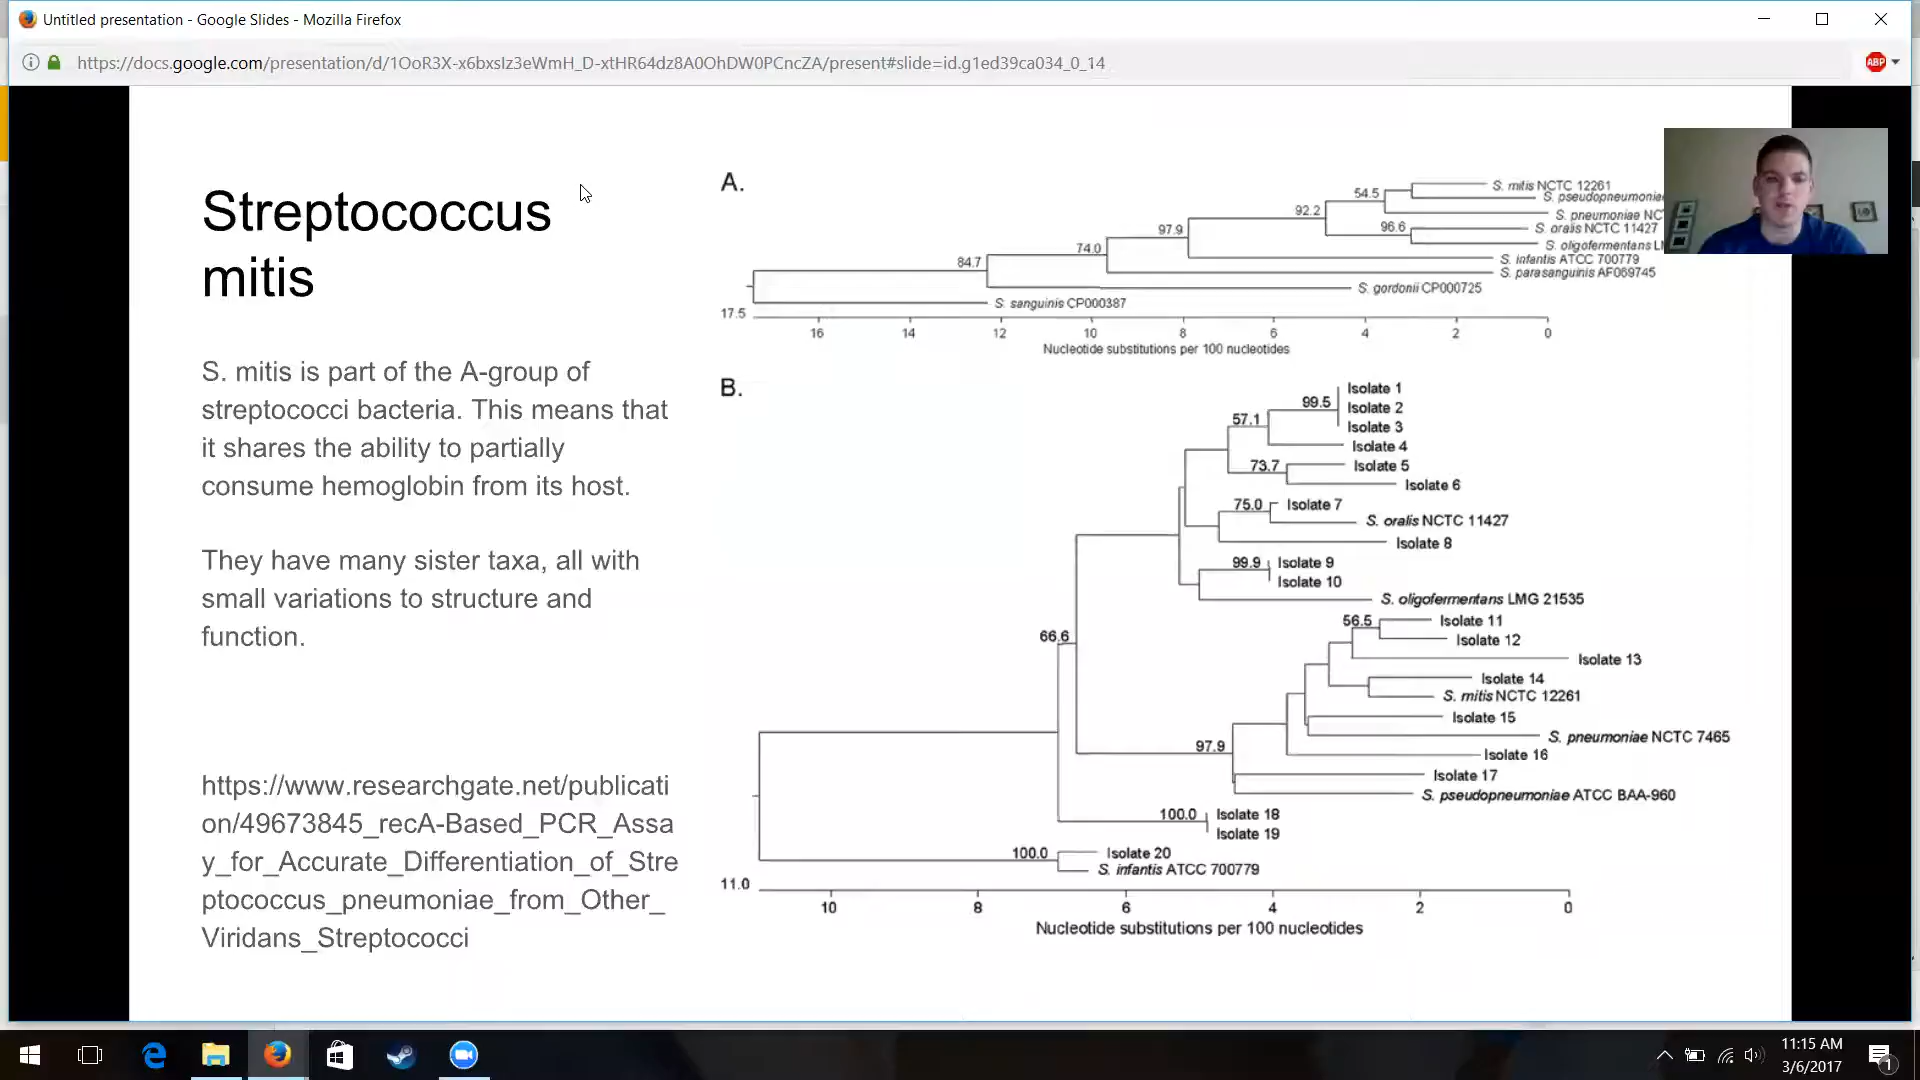 Untitled presentation - Google Slides - Mozilla Firefox
https://docs.google.com/presentation/d/1OoR3X-x6bxsIz3eWmH_D-xtHR64dz8A0OhDW0PCncZA/present#slide=id.g1ed39ca034_0_14
ABP
Streptococcus
mitis
S. mitis is part of the A-group of
streptococci bacteria. This means that
it shares the ability to partially
consume hemoglobin from its host.
They have many sister taxa, all with
small variations to structure and
function.
https://www.researchgate.net/publicati
on/49673845_recA-Based_PCR_Assa
y_for_Accurate_Differentiation_of_Stre
ptococcus_pneumoniae_from_Other_
Viridans_Streptococci
A.
54.5
92.2
96.6
97.9
74.0
84.7
S. mitis NCTC 12261
S. pseudopneumoniae
S. pneumoniae NC
S. oralis NCTC 11427
S. oligofermentans L
S. infantis ATCC 700779
S. parasanguinis AF069745
S. gordonii CP000725
S. sanguinis CP000387
17.5
16 14 12 10 8 6 4 2 0
Nucleotide substitutions per 100 nucleotides
B.
Isolate 1
99.5 Isolate 2
57.1 Isolate 3
Isolate 4
73.7 Isolate 5
Isolate 6
75.0 Isolate 7
S. oralis NCTC 11427
Isolate 8
99.9 Isolate 9
Isolate 10
S. oligofermentans LMG 21535
56.5 Isolate 11
66.6 Isolate 12
Isolate 13
Isolate 14
S. mitis NCTC 12261
Isolate 15
S. pneumoniae NCTC 7465
97.9 Isolate 16
Isolate 17
S. pseudopneumoniae ATCC BAA-960
100.0 Isolate 18
Isolate 19
100.0 Isolate 20
S. infantis ATCC 700779
11.0
10 8 6 4 2 0
Nucleotide substitutions per 100 nucleotides
11:15 AM
3/6/2017
1